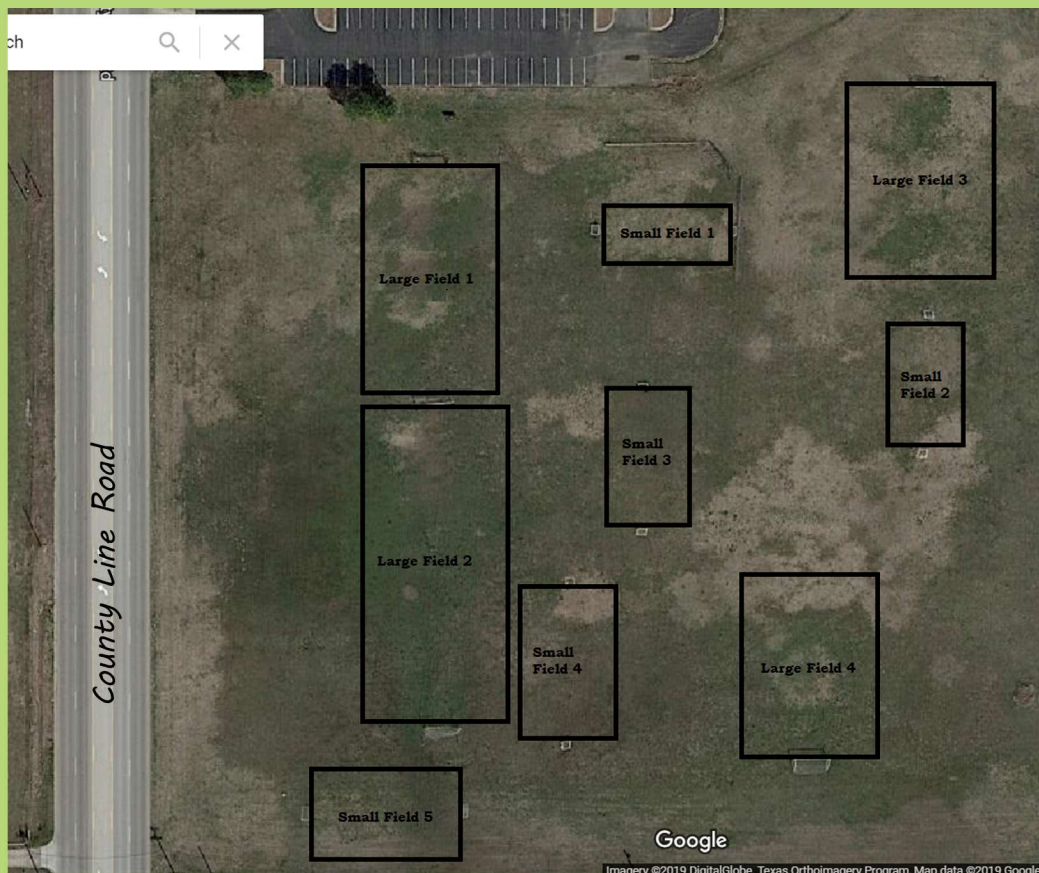 ch
Large Field 3
Small Field 1
Large Field 1
Small
Field 2
Small
Field 3
County Line Road
Large Field 2
Small
Field 4
Large Field 4
Small Field 5
Google
Imagery ©2019 DigitalGlobe, Texas Orthoimagery Program, Map data ©2019 Google